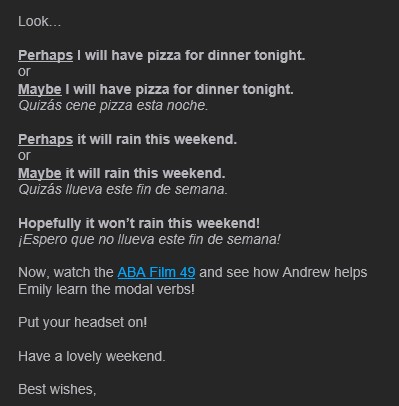 Look…
Perhaps I will have pizza for dinner tonight.
or
Maybe I will have pizza for dinner tonight.
Quizás cene pizza esta noche.
Perhaps it will rain this weekend.
or
Maybe it will rain this weekend.
Quizás llueva este fin de semana.
Hopefully it won’t rain this weekend!
¡Espero que no llueva este fin de semana!
Now, watch the ABA Film 49 and see how Andrew helps
Emily learn the modal verbs!
Put your headset on!
Have a lovely weekend.
Best wishes,